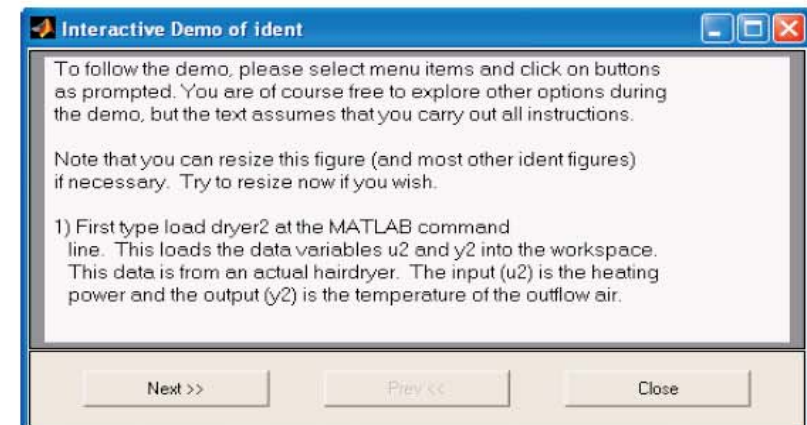 Interactive Demo of ident
To follow the demo, please select menu items and click on buttons
as prompted. You are of course free to explore other options during
the demo, but the text assumes that you carry out all instructions.
Note that you can resize this figure (and most other ident figures)
if necessary. Try to resize now if you wish.
1) First type load dryer2 at the MATLAB command
line. This loads the data variables u2 and y2 into the workspace.
This data is from an actual hairdryer. The input (u2) is the heating
power and the output (y2) is the temperature of the outflow air.
Next >> Prev << Close